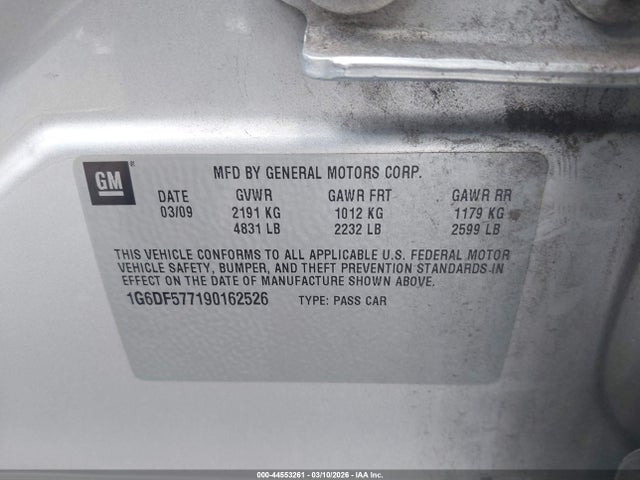 GM
MFD BY GENERAL MOTORS CORP.
DATE GVWR GAWR FRT GAWR RR
03/09 2191 KG 1012 KG 1179 KG
4831 LB 2232 LB 2599 LB
THIS VEHICLE CONFORMS TO ALL APPLICABLE U.S. FEDERAL MOTOR
VEHICLE SAFETY, BUMPER, AND THEFT PREVENTION STANDARDS IN
EFFECT ON THE DATE OF MANUFACTURE SHOWN ABOVE.
1G6DF577190162526 TYPE: PASS CAR
000-44553261 - 03/10/2026 - IAA Inc.